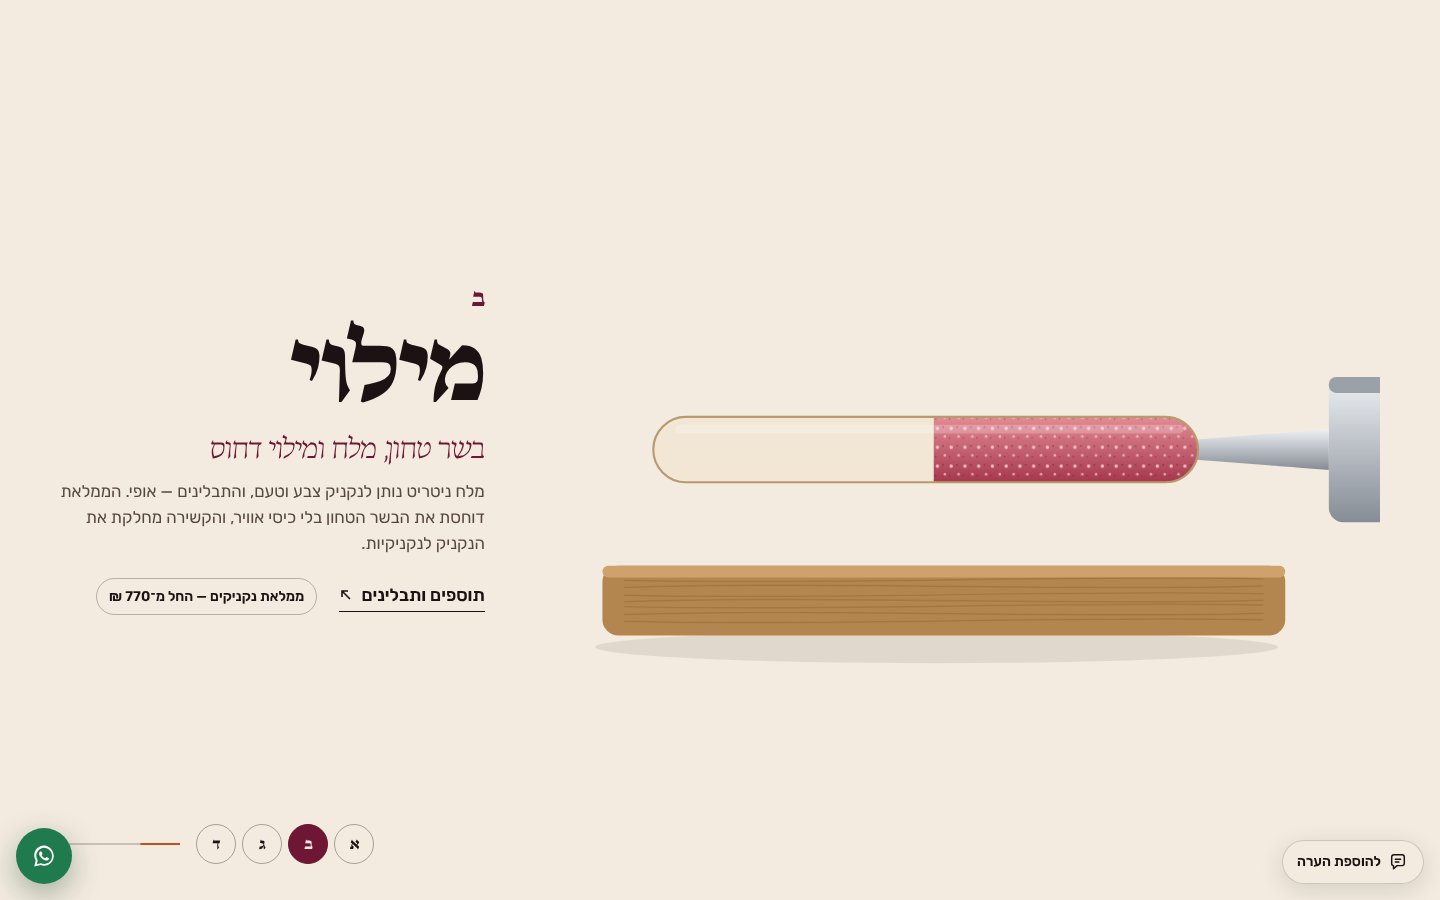 ב
מילוי
בשר טחון, מלח ומילוי דחוס
מלח ניטריט נותן לנקניק צבע וטעם, והתבלינים — אופי. הממלאת
דוחסת את הבשר הטחון בלי כיסי אוויר, והקשירה מחלקת את
הנקניק לנקניקיות.
תוספים ותבלינים
ממלאת נקניקים — החל מ־770 ₪
א ב ג ד
להוספת הערה